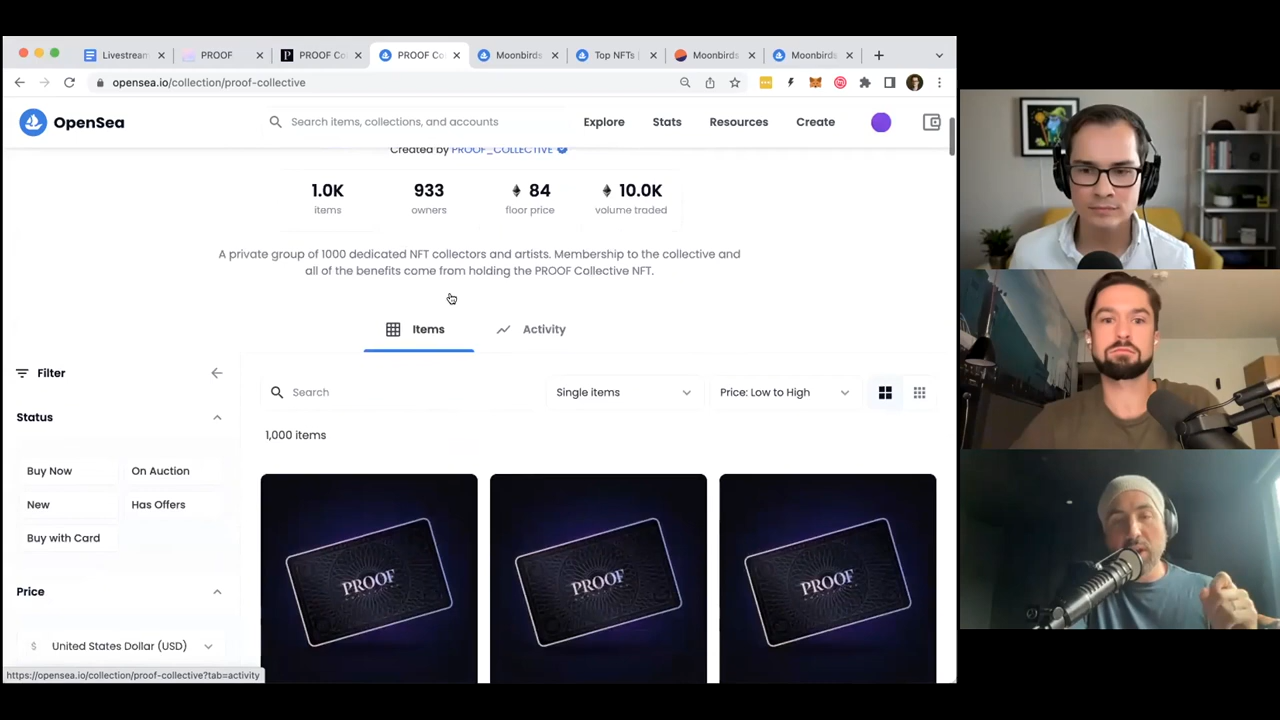 Livestream
PROOF
PROOF Co
PROOF Co
Moonbirds
Top NFTs |
Moonbirds
Moonbirds
opensea.io/collection/proof-collective
OpenSea
Search items, collections, and accounts
Explore
Stats
Resources
Create
Created by PROOF_COLLECTIVE
1.0K
933
84
10.0K
items
owners
floor price
volume traded
A private group of 1000 dedicated NFT collectors and artists. Membership to the collective and
all of the benefits come from holding the PROOF Collective NFT.
Items
Activity
Filter
Search
Single items
Price: Low to High
Status
1,000 items
Buy Now
On Auction
New
Has Offers
Buy with Card
PROOF
PROOF
PROOF
Price
$ United States Dollar (USD)
https://opensea.io/collection/proof-collective?tab=activity